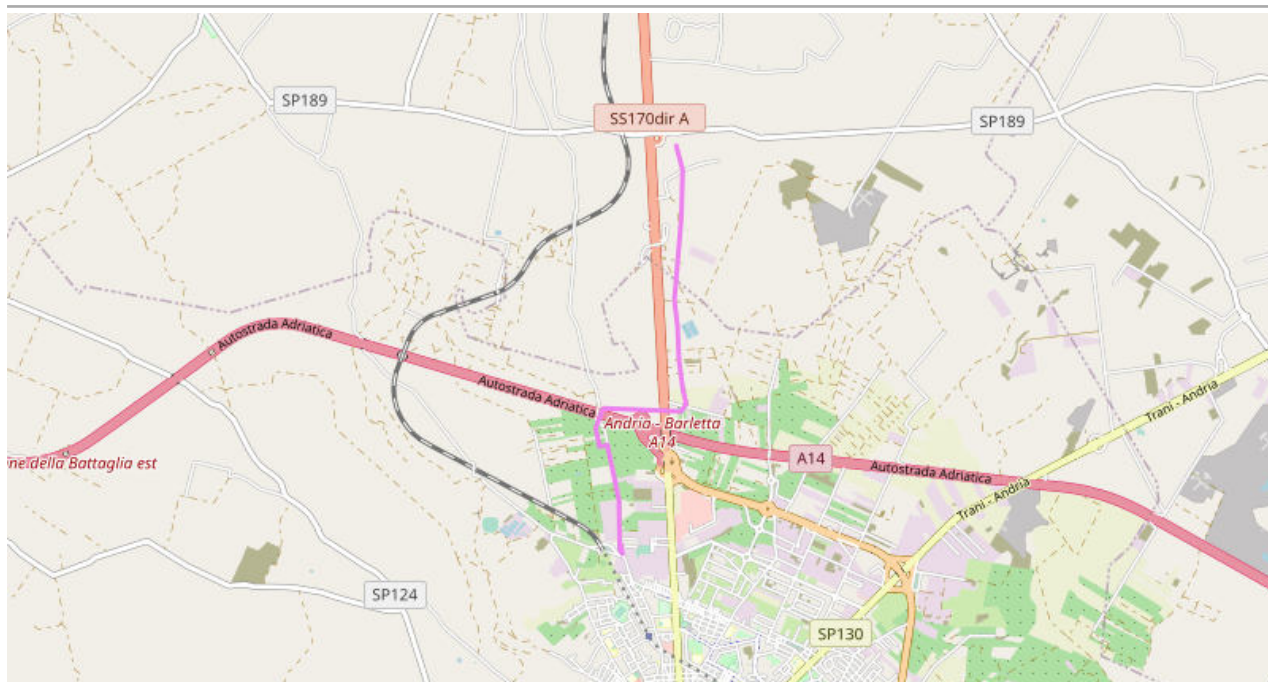 SP189
SS170dir A
SP189
Autostrada Adriatica
Autostrada Adriatica
Andria - Barletta
A14
Trani - Andria
ne della Battaglia est
A14
Autostrada Adriatica
Trani - Andria
SP124
SP130